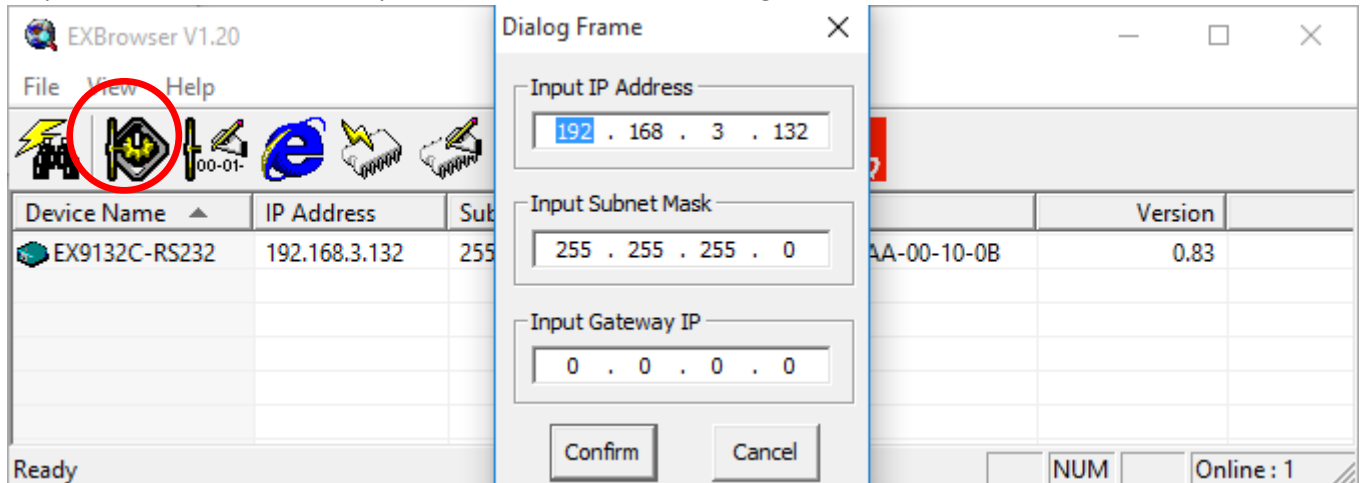 EXBrowser V1.20
File View Help
00-01-
Device Name IP Address Sub Version
EX9132C-RS232 192.168.3.132 255 AA-00-10-0B 0.83
Ready NUM Online : 1
Dialog Frame
Input IP Address
192 . 168 . 3 . 132
Input Subnet Mask
255 . 255 . 255 . 0
Input Gateway IP
0 . 0 . 0 . 0
Confirm Cancel